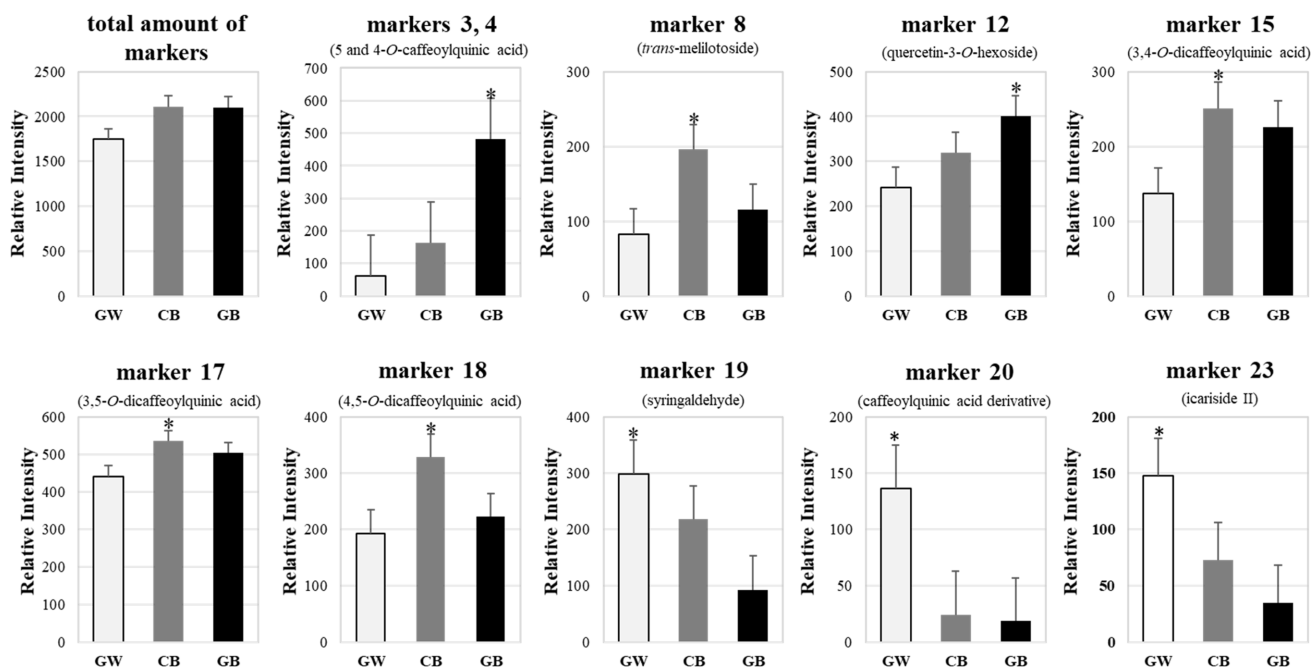 total amount of
markers
Relative Intensity
2500
2000
1500
1000
500
0
GW CB GB
markers 3, 4
(5 and 4-O-caffeoylquinic acid)
Relative Intensity
700
600
500
400
300
200
100
0
*
GW CB GB
marker 8
(trans-melilotoside)
Relative Intensity
300
200
100
0
*
GW CB GB
marker 12
(quercetin-3-O-hexoside)
Relative Intensity
500
400
300
200
100
0
*
GW CB GB
marker 15
(3,4-O-dicaffeoylquinic acid)
Relative Intensity
300
200
100
0
*
GW CB GB
marker 17
(3,5-O-dicaffeoylquinic acid)
Relative Intensity
600
500
400
300
200
100
0
*
GW CB GB
marker 18
(4,5-O-dicaffeoylquinic acid)
Relative Intensity
400
300
200
100
0
*
GW CB GB
marker 19
(syringaldehyde)
Relative Intensity
400
300
200
100
0
*
GW CB GB
marker 20
(caffeoylquinic acid derivative)
Relative Intensity
200
150
100
50
0
*
GW CB GB
marker 23
(icariside II)
Relative Intensity
200
150
100
50
0
*
GW CB GB